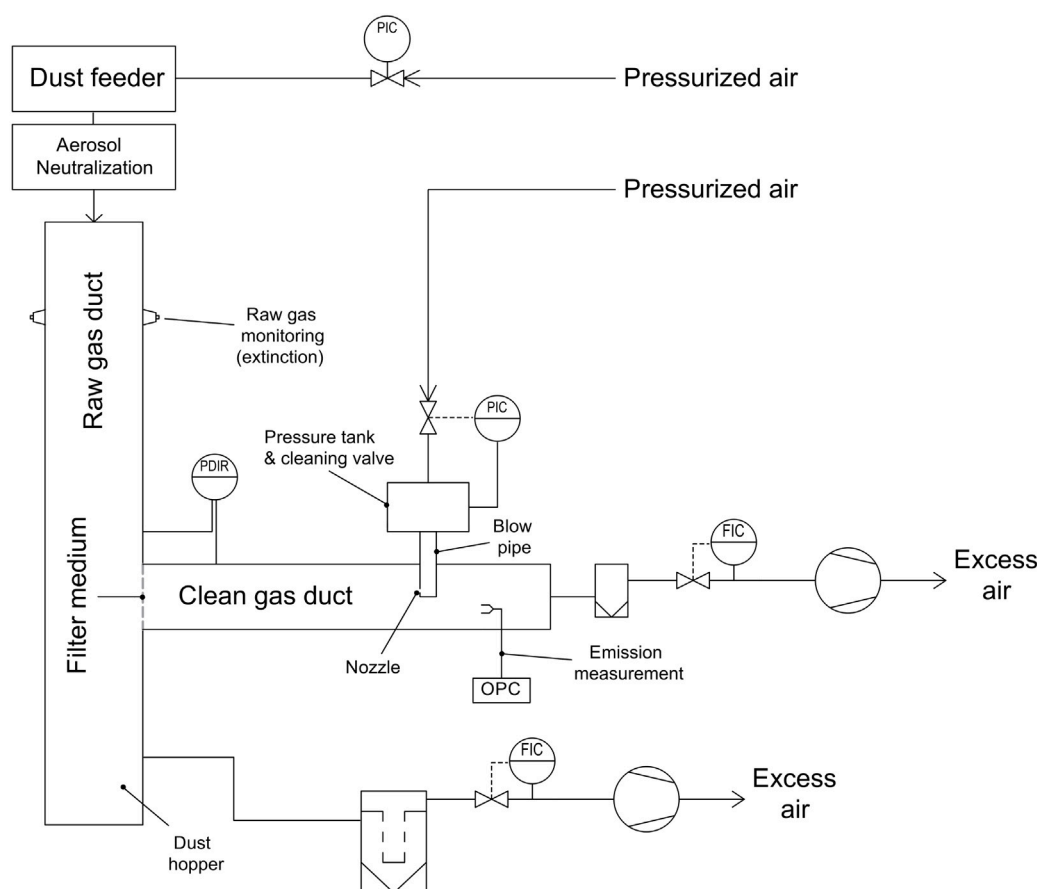 PIC
Dust feeder
Pressurized air
Aerosol
Neutralization
Pressurized air
Raw gas duct
Raw gas
monitoring
(extinction)
PIC
Pressure tank
& cleaning valve
PDIR
Blow
pipe
FIC
Excess
air
Filter medium
Clean gas duct
Nozzle
Emission
measurement
OPC
FIC
Excess
air
Dust
hopper